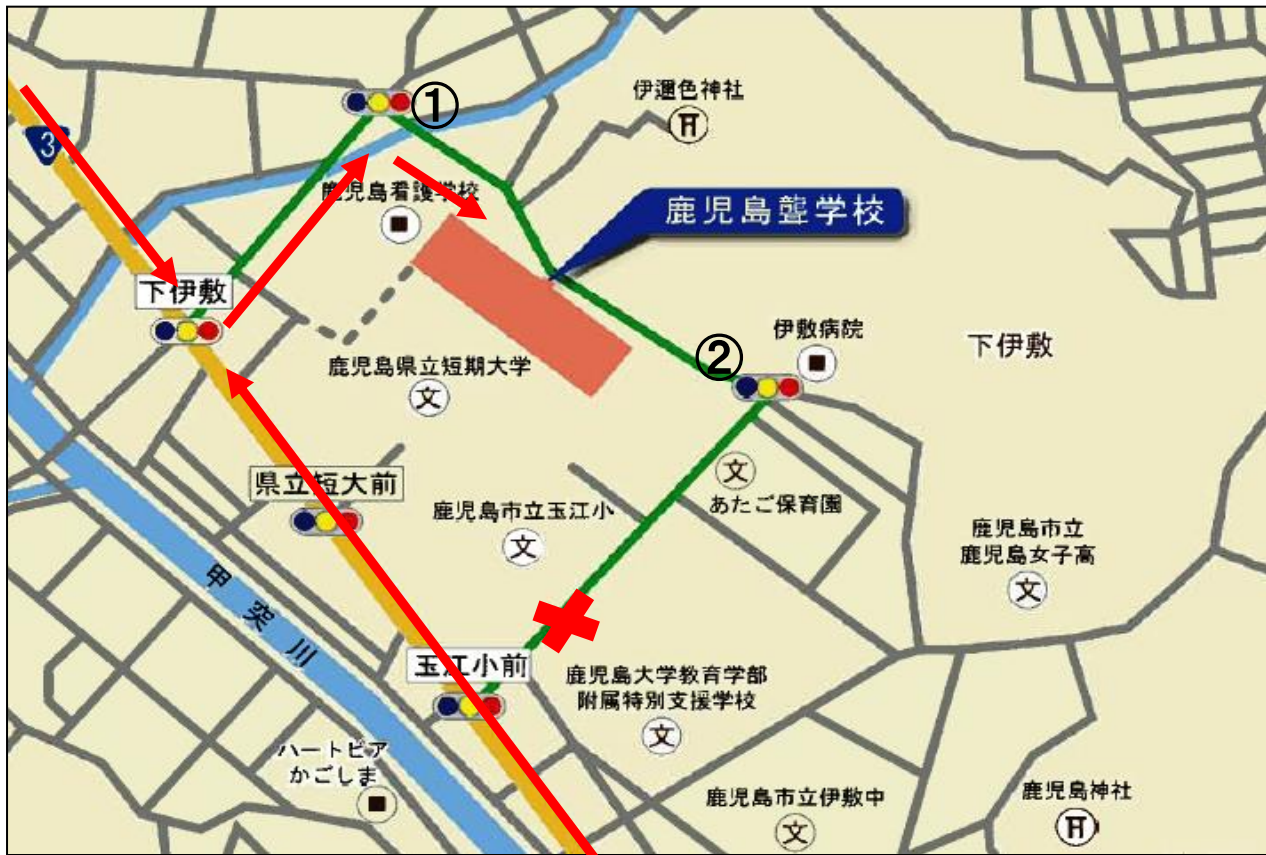 ①
伊邇色神社
3
鹿児島看護学校
鹿児島聾学校
下伊敷
②
伊敷病院
下伊敷
鹿児島県立短期大学
文
県立短大前
文
あたご保育園
鹿児島市立玉江小
文
鹿児島市立
鹿児島女子高
文
甲突川
玉江小前
鹿児島大学教育学部
附属特別支援学校
文
ハートピア
かごしま
鹿児島市立伊敷中
文
鹿児島神社